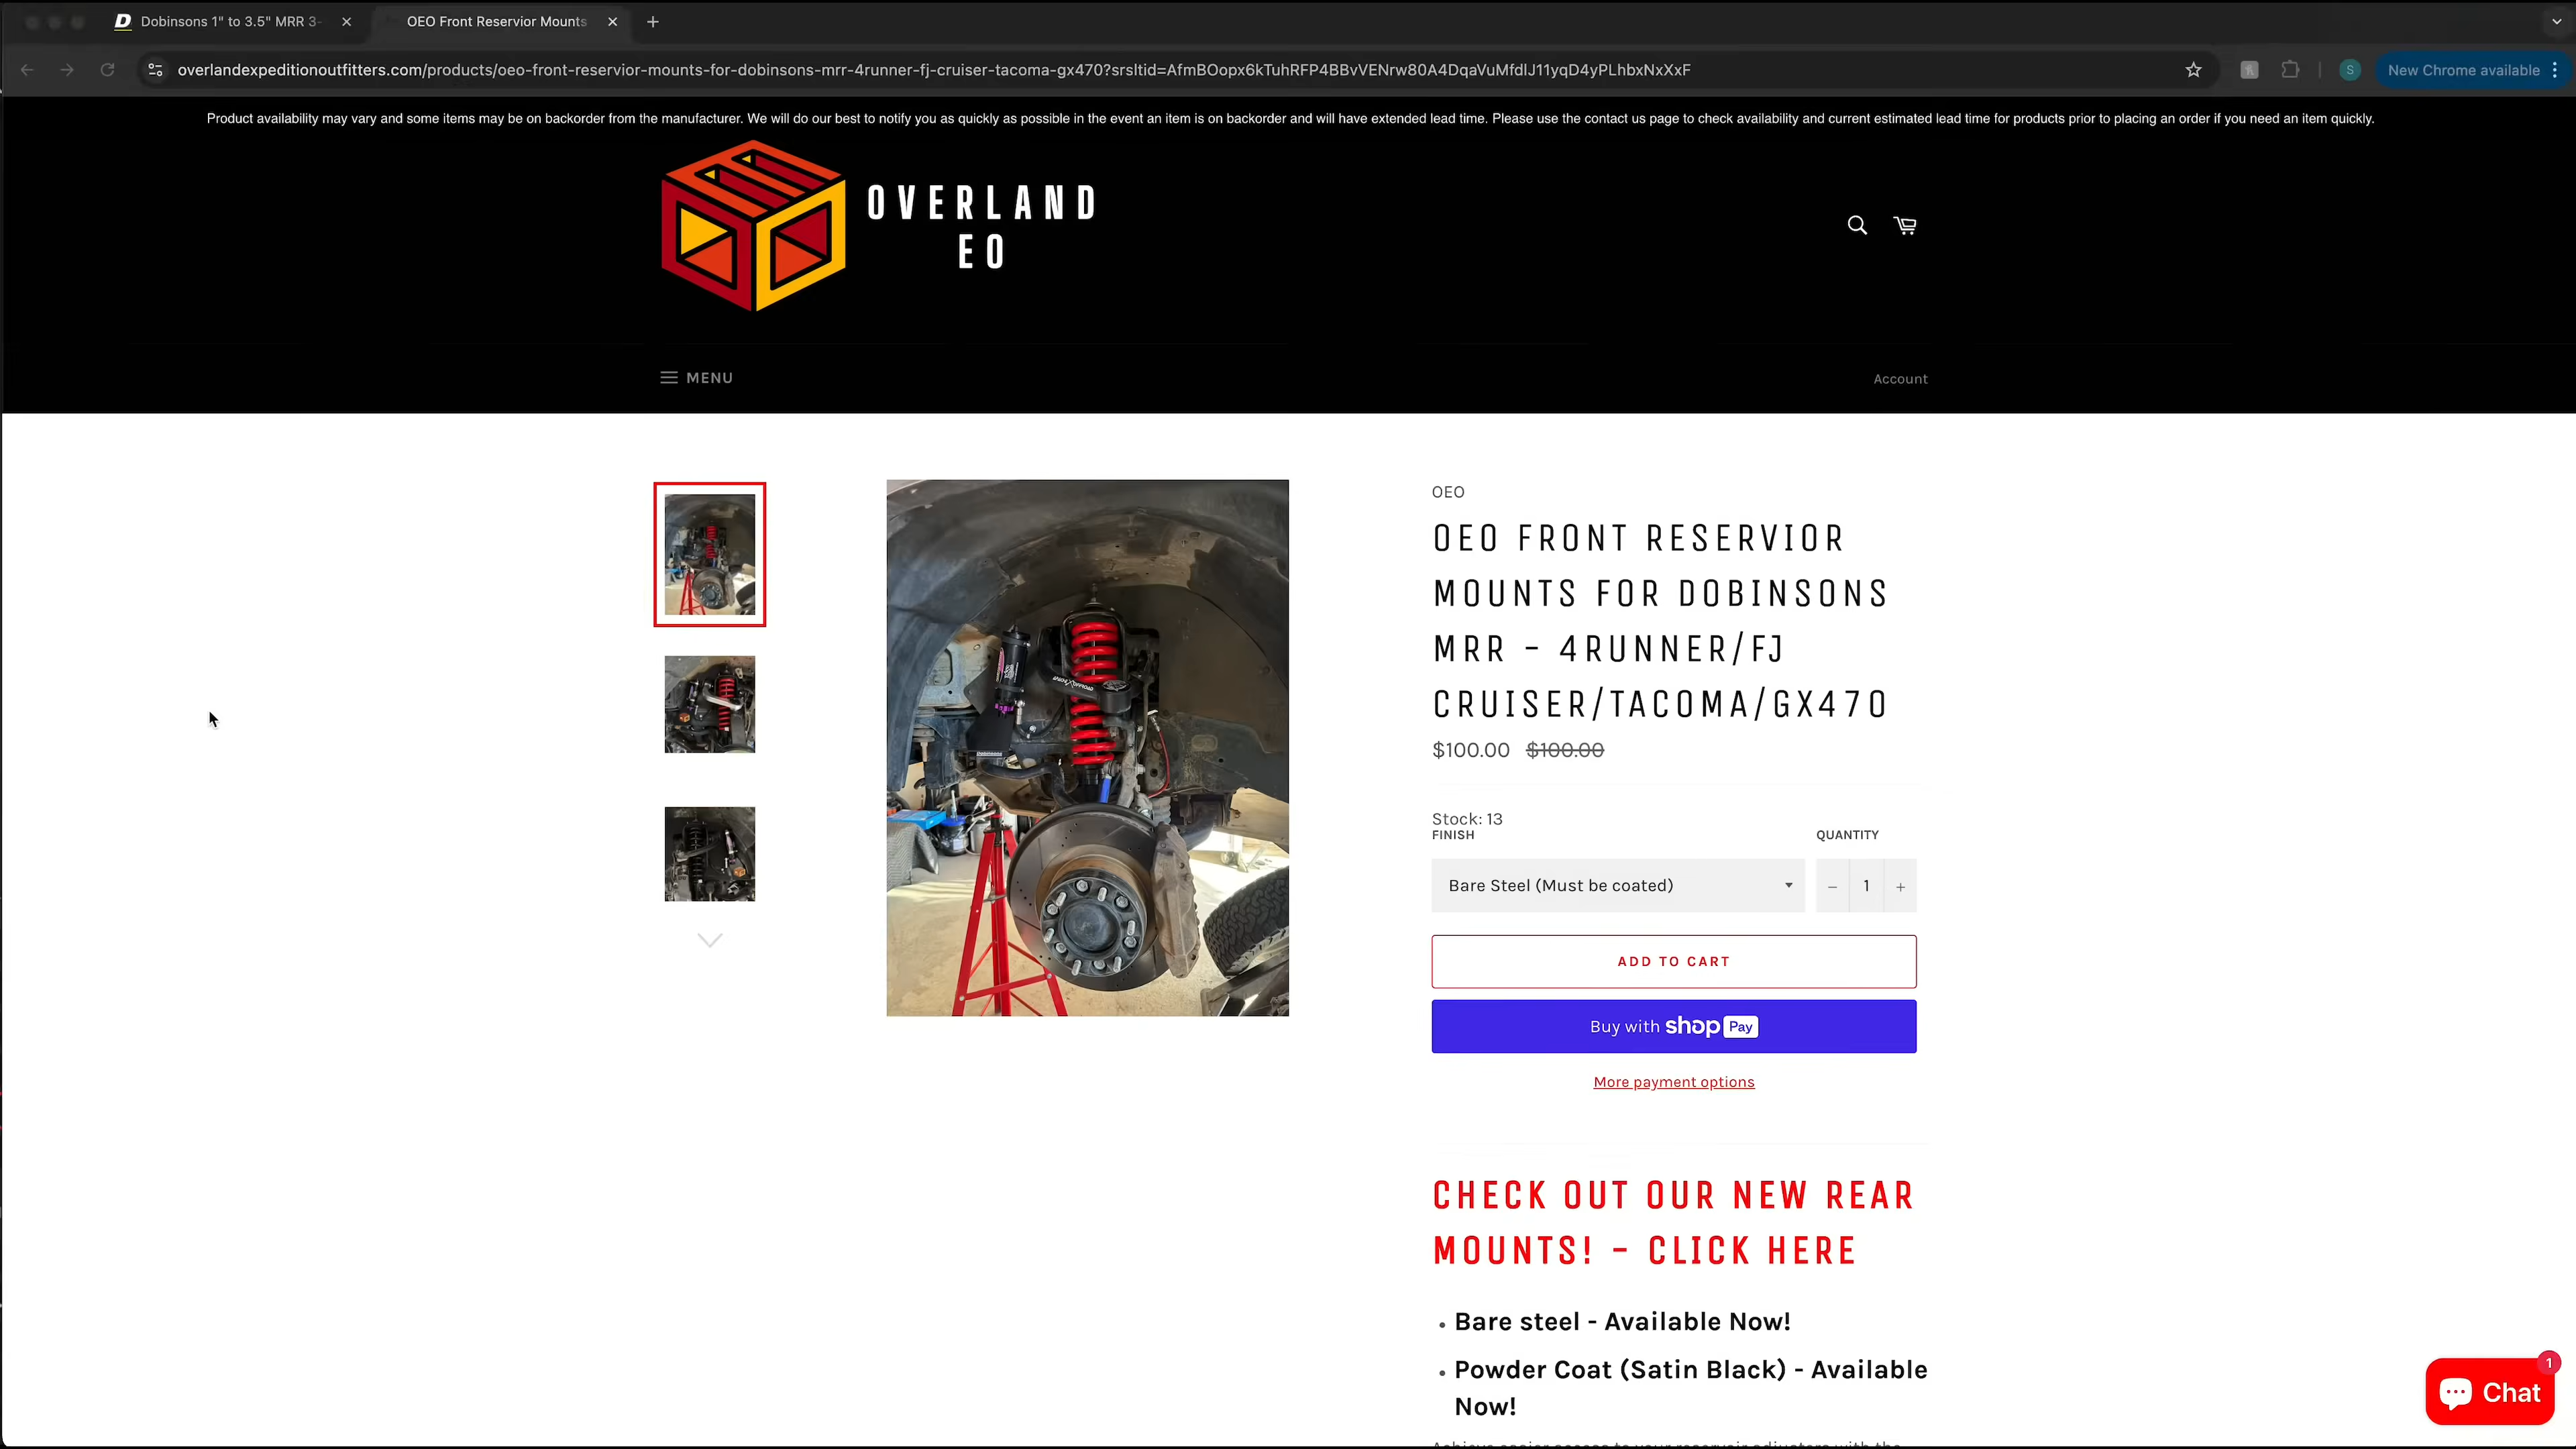 Dobinsons 1" to 3.5" MRR 3-
OEO Front Reservior Mounts
overlandexpeditionoutfitters.com/products/oeo-front-reservior-mounts-for-dobinsons-mrr-4runner-fj-cruiser-tacoma-gx470?srsltid=AfmBOopx6kTuhRFP4BBvVENrw80A4DqaVuMfdlJ11yqD4yPLhbxNxXxF
S
New Chrome available
Product availability may vary and some items may be on backorder from the manufacturer. We will do our best to notify you as quickly as possible in the event an item is on backorder and will have extended lead time. Please use the contact us page to check availability and current estimated lead time for products prior to placing an order if you need an item quickly.
OVERLAND
EO
MENU
Account
OEO
OEO FRONT RESERVIOR
MOUNTS FOR DOBINSONS
MRR - 4RUNNER/FJ
CRUISER/TACOMA/GX470
$100.00 $100.00
Stock: 13
FINISH QUANTITY
Bare Steel (Must be coated) − 1 +
ADD TO CART
Buy with shop Pay
More payment options
CHECK OUT OUR NEW REAR
MOUNTS! - CLICK HERE
• Bare steel - Available Now!
• Powder Coat (Satin Black) - Available
Now!
1
Chat